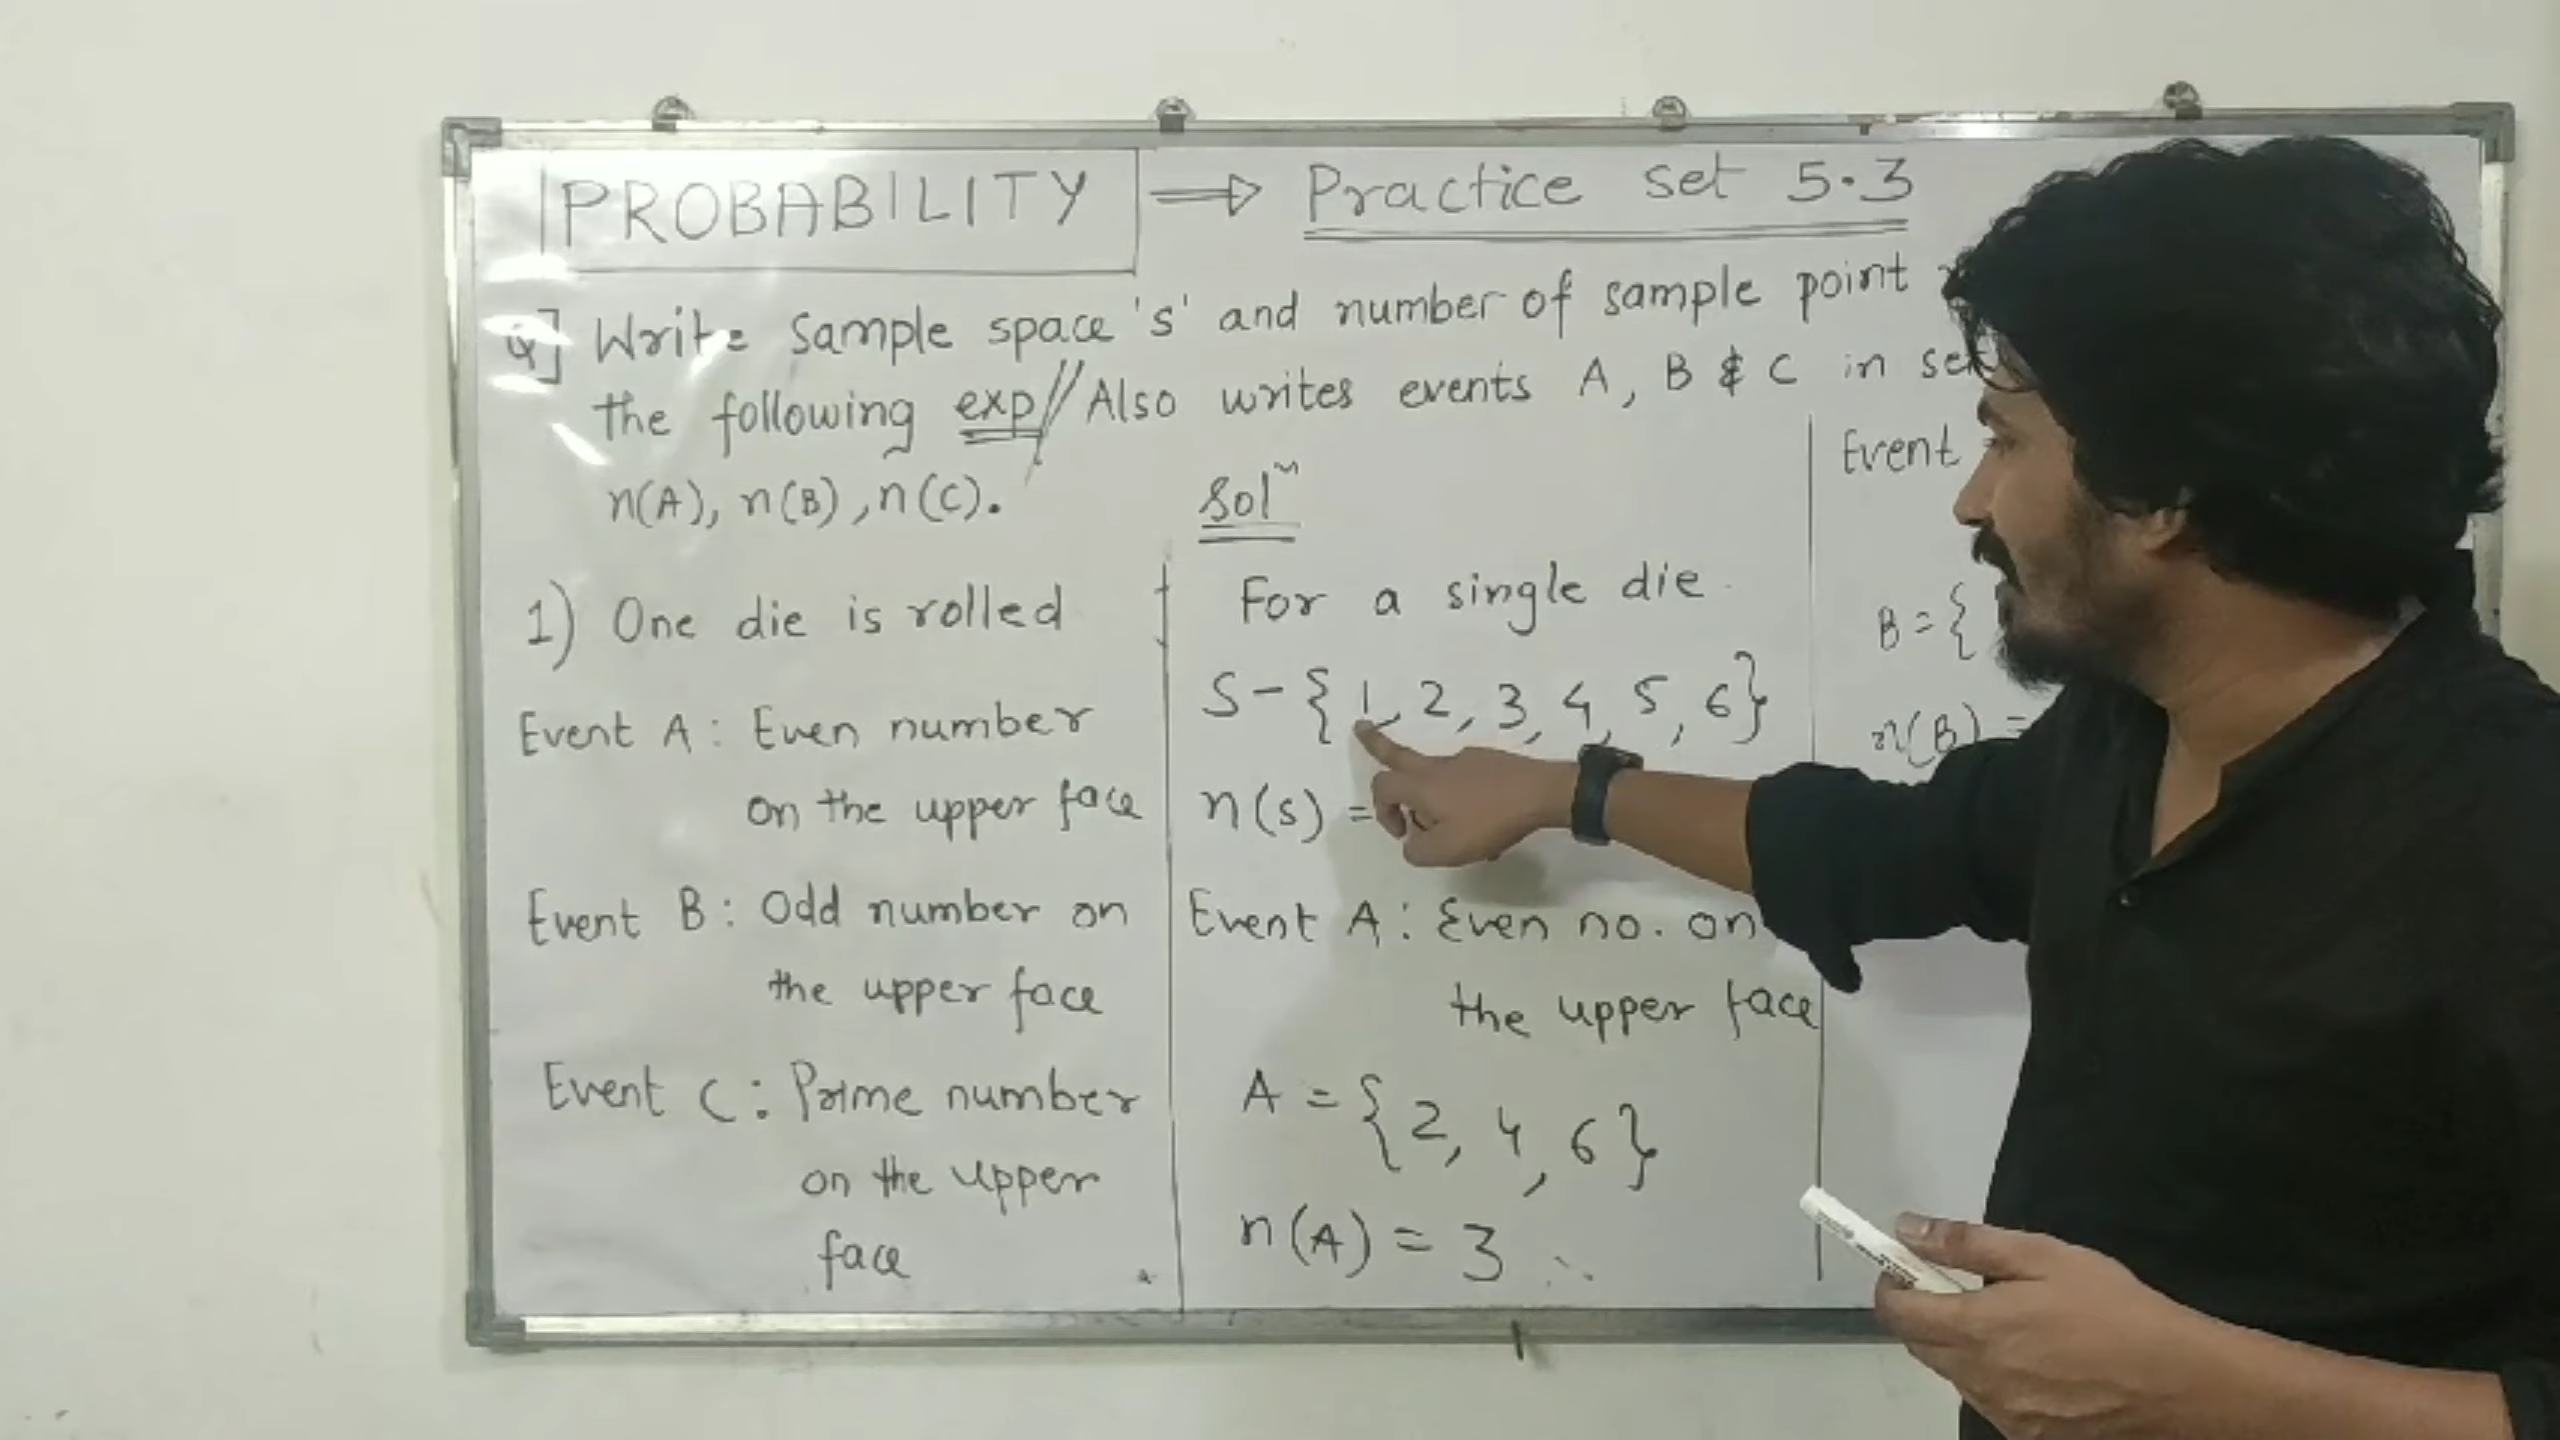 PROBABILITY ⇒ Practice set 5.3
Q] Write Sample space 's' and number of sample point
the following exp// Also writes events A, B & C in set
n(A), n(B), n(C).
1) One die is rolled
Event A: Even number
on the upper face
Event B: Odd number on
the upper face
Event C: Prime number
on the upper
face
Solⁿ
For a single die
S - {1, 2, 3, 4, 5, 6}
n(s) =
Event A: Even no. on
the upper face
A = {2, 4, 6}
n(A) = 3
Event
B = {
n(B) =